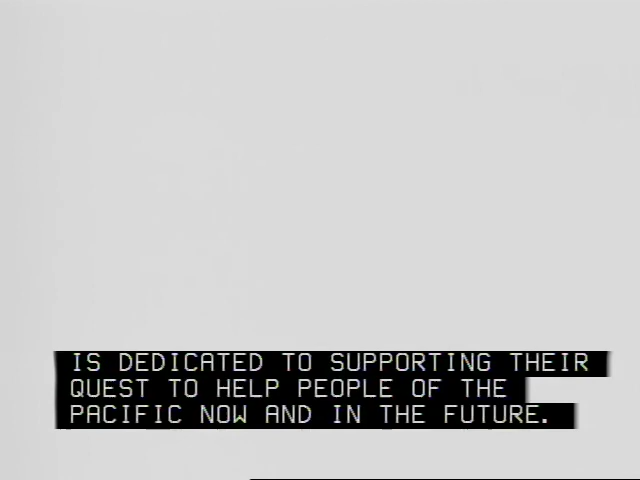 IS DEDICATED TO SUPPORTING THEIR
QUEST TO HELP PEOPLE OF THE
PACIFIC NOW AND IN THE FUTURE.